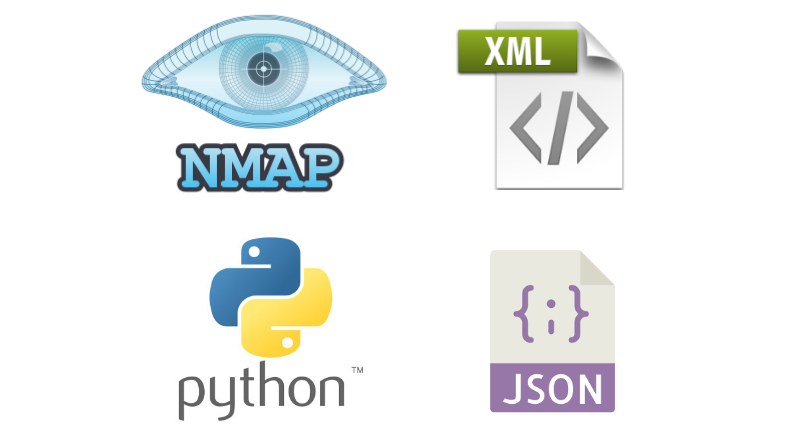 XML
</>
NMAP
python™
{;}
JSON